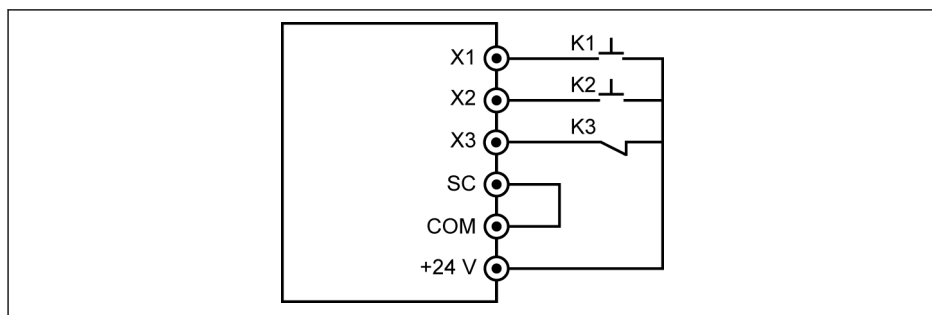 X1 K1
X2 K2
X3 K3
SC
COM
+24 V